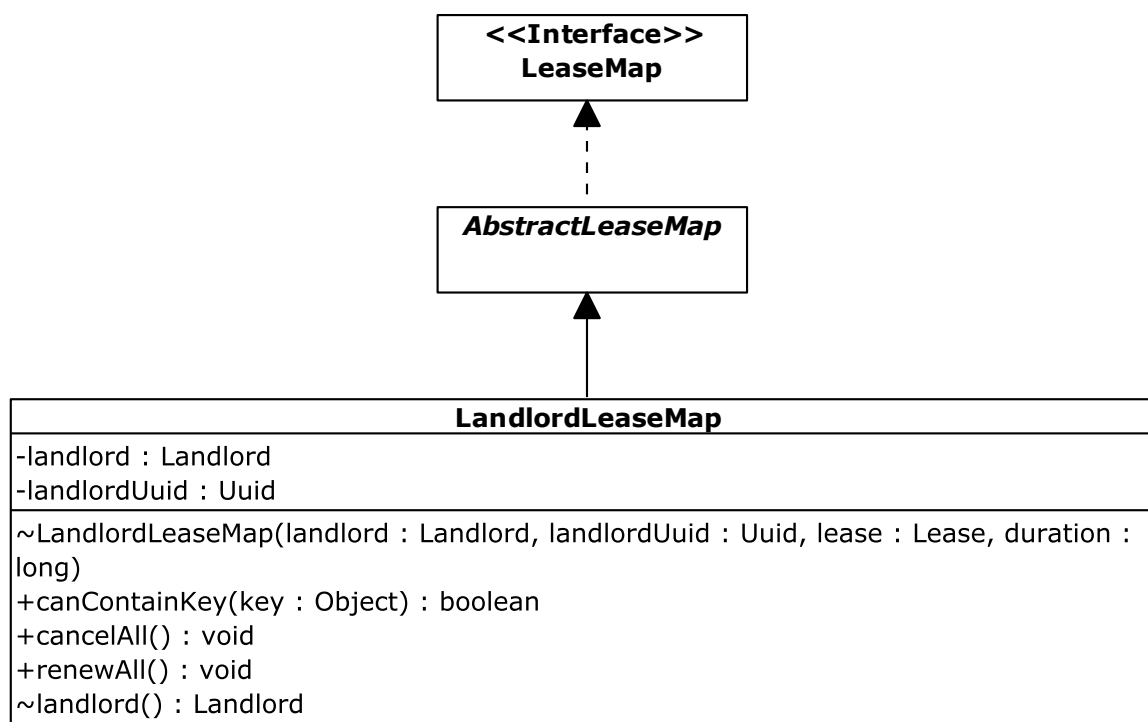 <<Interface>>
LeaseMap
AbstractLeaseMap
LandlordLeaseMap
-landlord : Landlord
-landlordUuid : Uuid
~LandlordLeaseMap(landlord : Landlord, landlordUuid : Uuid, lease : Lease, duration :
long)
+canContainKey(key : Object) : boolean
+cancelAll() : void
+renewAll() : void
~landlord() : Landlord